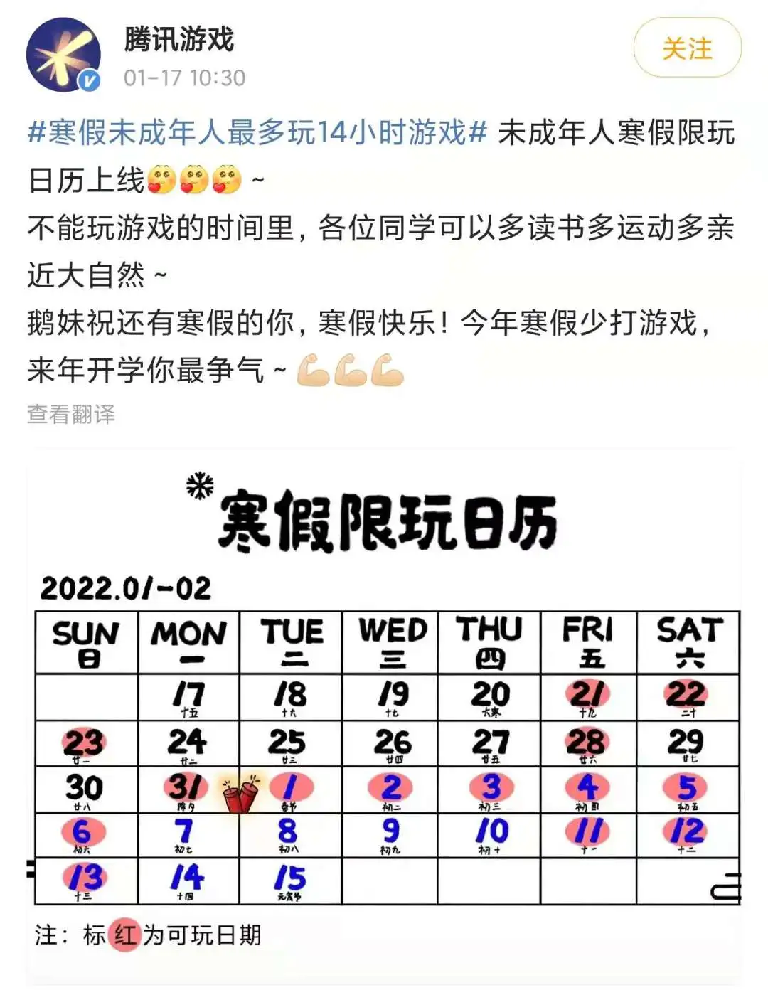 腾讯游戏
01-17 10:30
关注
#寒假未成年人最多玩14小时游戏# 未成年人寒假限玩
日历上线~
不能玩游戏的时间里，各位同学可以多读书多运动多亲
近大自然~
鹅妹祝还有寒假的你，寒假快乐！今年寒假少打游戏，
来年开学你最争气~
查看翻译
寒假限玩日历
2022.01-02
SUN MON TUE WED THU FRI SAT
日 一 二 三 四 五 六
17 18 19 20 21 22
十五 十六 十七 大寒 十九 二十
23 24 25 26 27 28 29
廿一 廿二 廿三 廿四 廿五 廿六 廿七
30 31 1 2 3 4 5
廿八 除夕 春节 初二 初三 初四 初五
6 7 8 9 10 11 12
初六 初七 初八 初九 初十 十一 十二
13 14 15
十三 十四 元宵节
注：标红为可玩日期